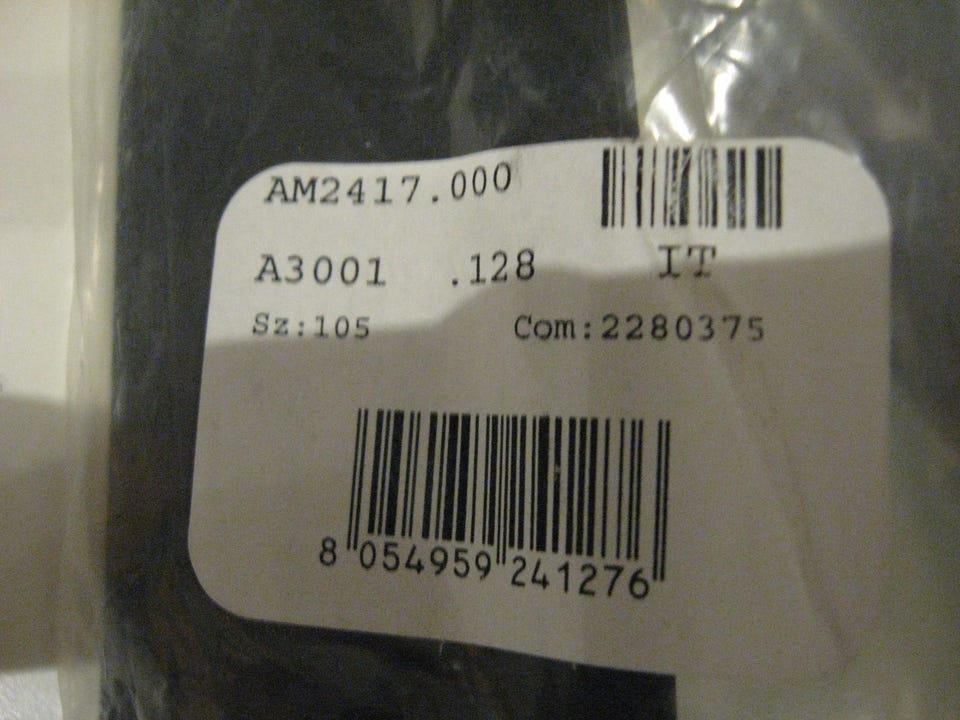 AM2417.000
A3001 .128 IT
Sz:105 Com:2280375
8 054959 241276